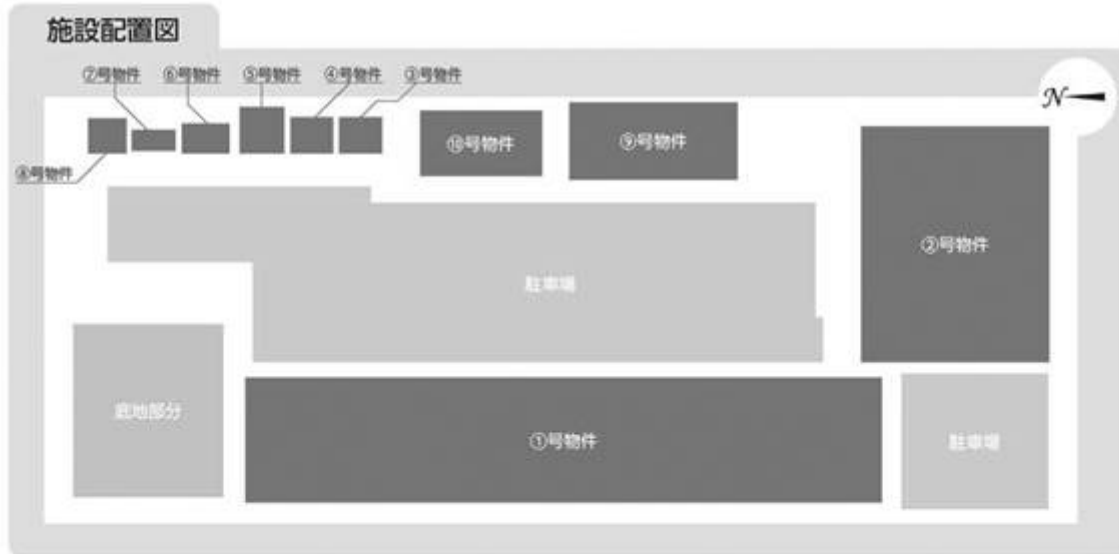 施設配置図
⑦号物件
⑥号物件
⑤号物件
④号物件
③号物件
N
⑧号物件
⑩号物件
⑨号物件
②号物件
駐車場
底地部分
①号物件
駐車場